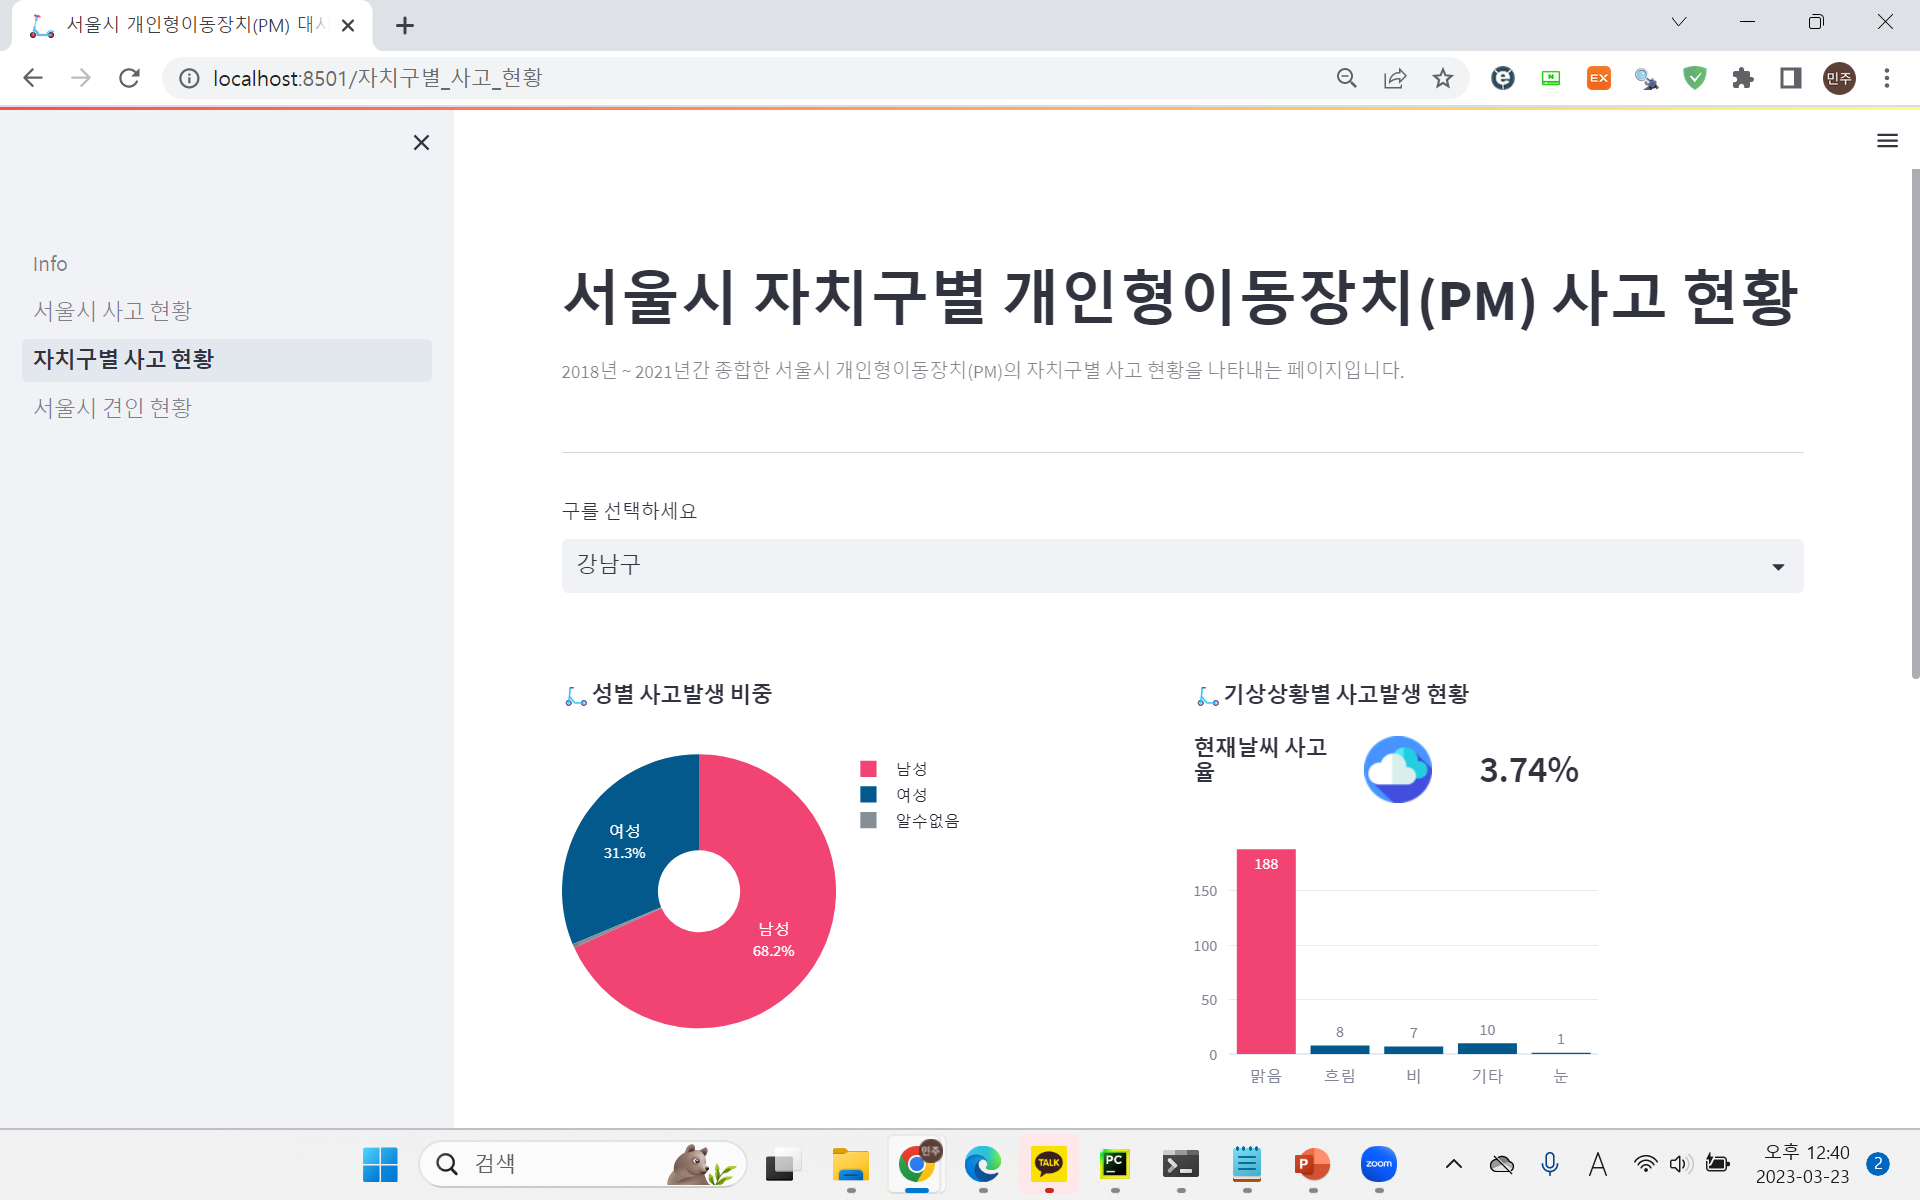 서울시 개인형이동장치(PM) 대시
localhost:8501/자치구별_사고_현황
EX
민주
Info
서울시 사고 현황
자치구별 사고 현황
서울시 견인 현황
서울시 자치구별 개인형이동장치(PM) 사고 현황
2018년 ~ 2021년간 종합한 서울시 개인형이동장치(PM)의 자치구별 사고 현황을 나타내는 페이지입니다.
구를 선택하세요
강남구
성별 사고발생 비중
남성
여성
알수없음
여성
31.3%
남성
68.2%
기상상황별 사고발생 현황
현재날씨 사고
율
3.74%
150
100
50
0
188
8
7
10
1
맑음
흐림
비
기타
눈
검색
민주
TALK
PC
P
zoom
A
오후 12:40
2023-03-23
2